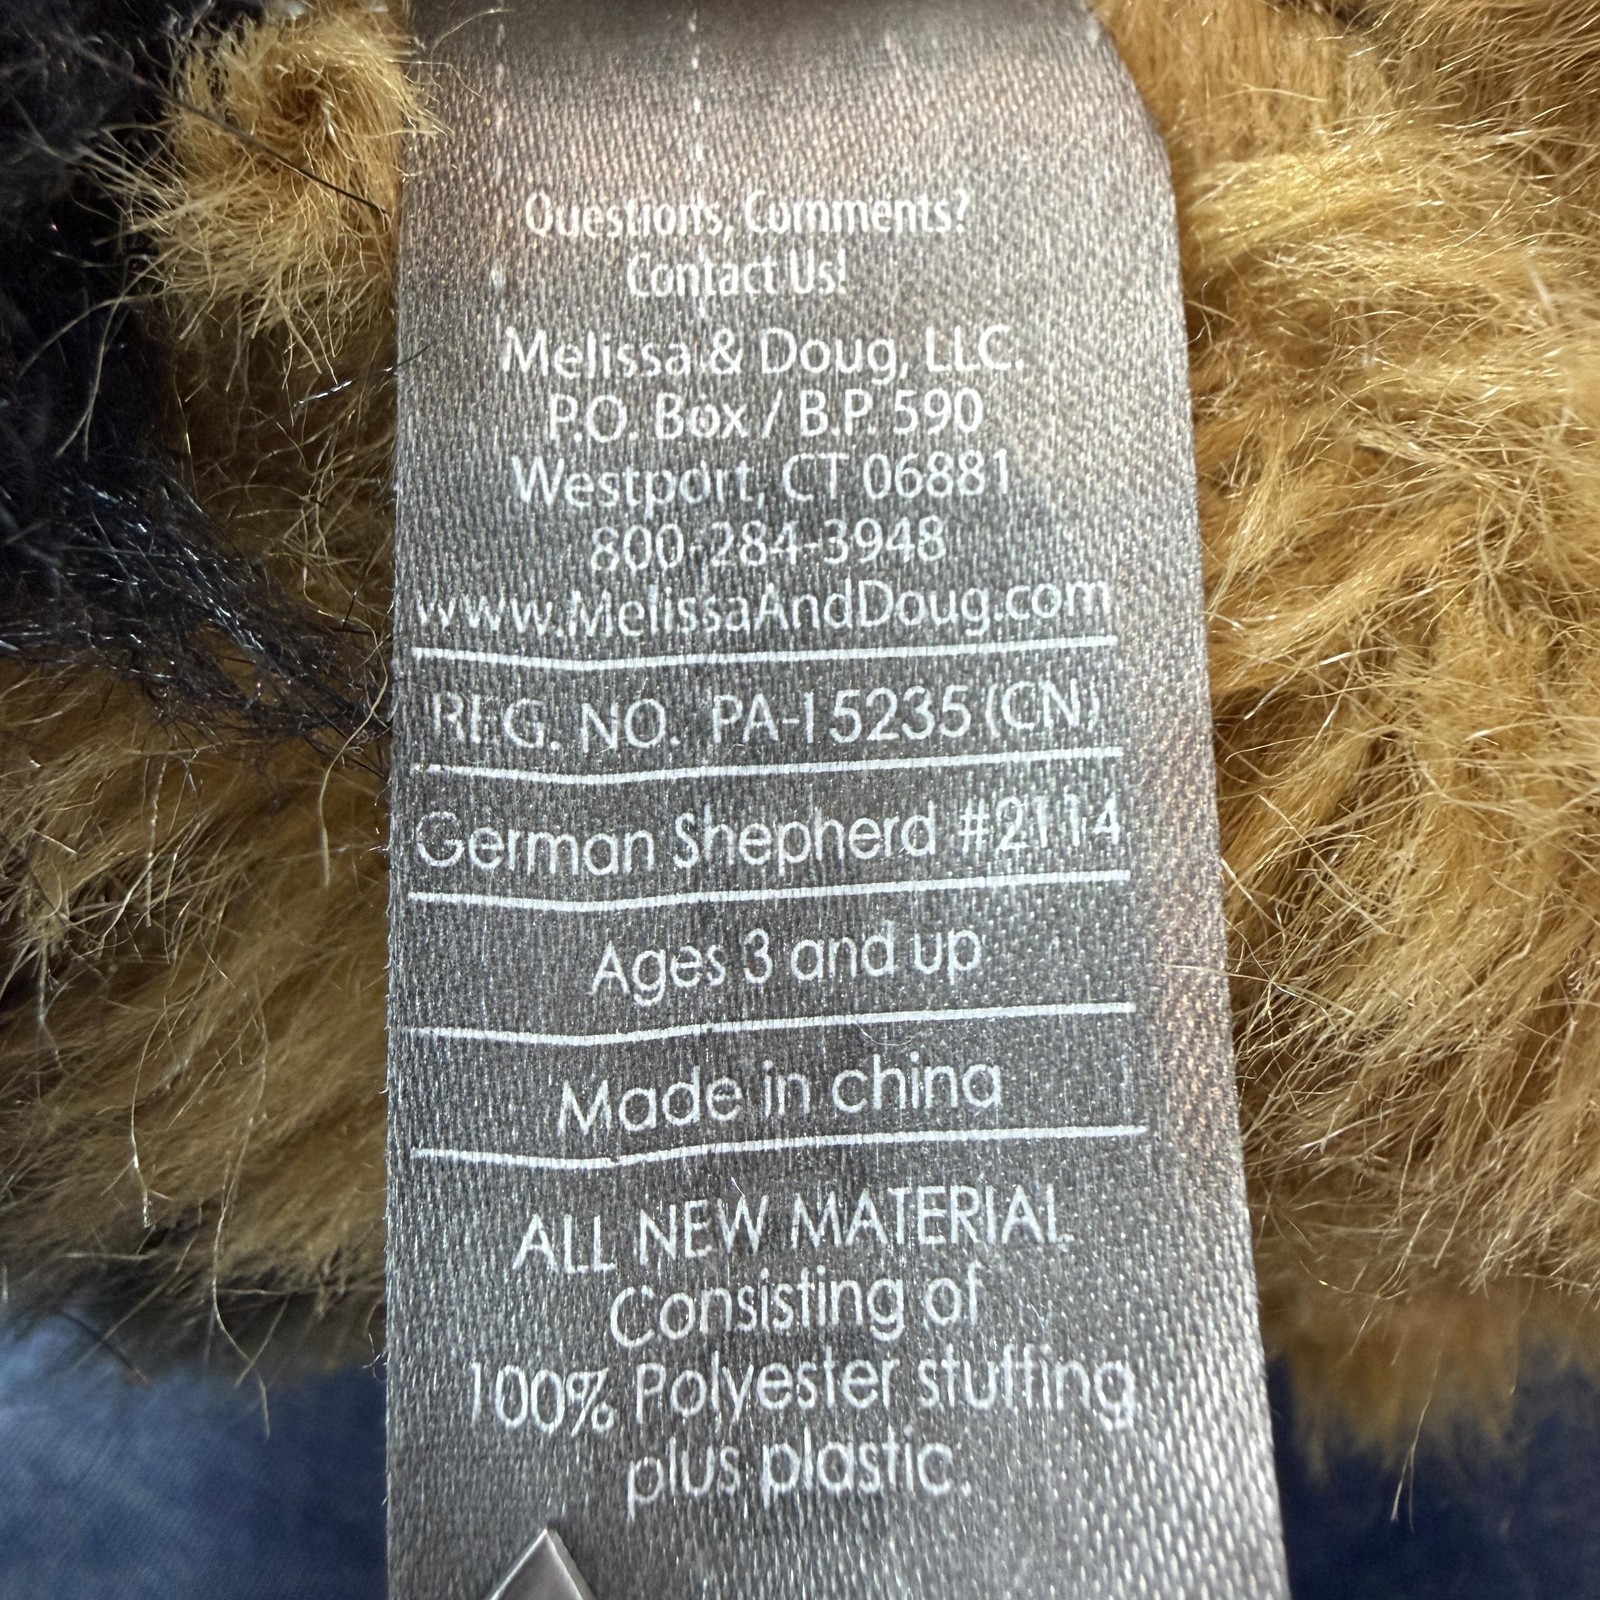 Questions, Comments?
Contact Us!
Melissa & Doug, LLC.
P.O. Box / B.P. 590
Westport, CT 06881
800-284-3948
www.MelissaAndDoug.com
REG. NO. PA-15235 (CN)
German Shepherd #2114
Ages 3 and up
Made in china
ALL NEW MATERIAL
Consisting of
100% Polyester stuffing
plus plastic.